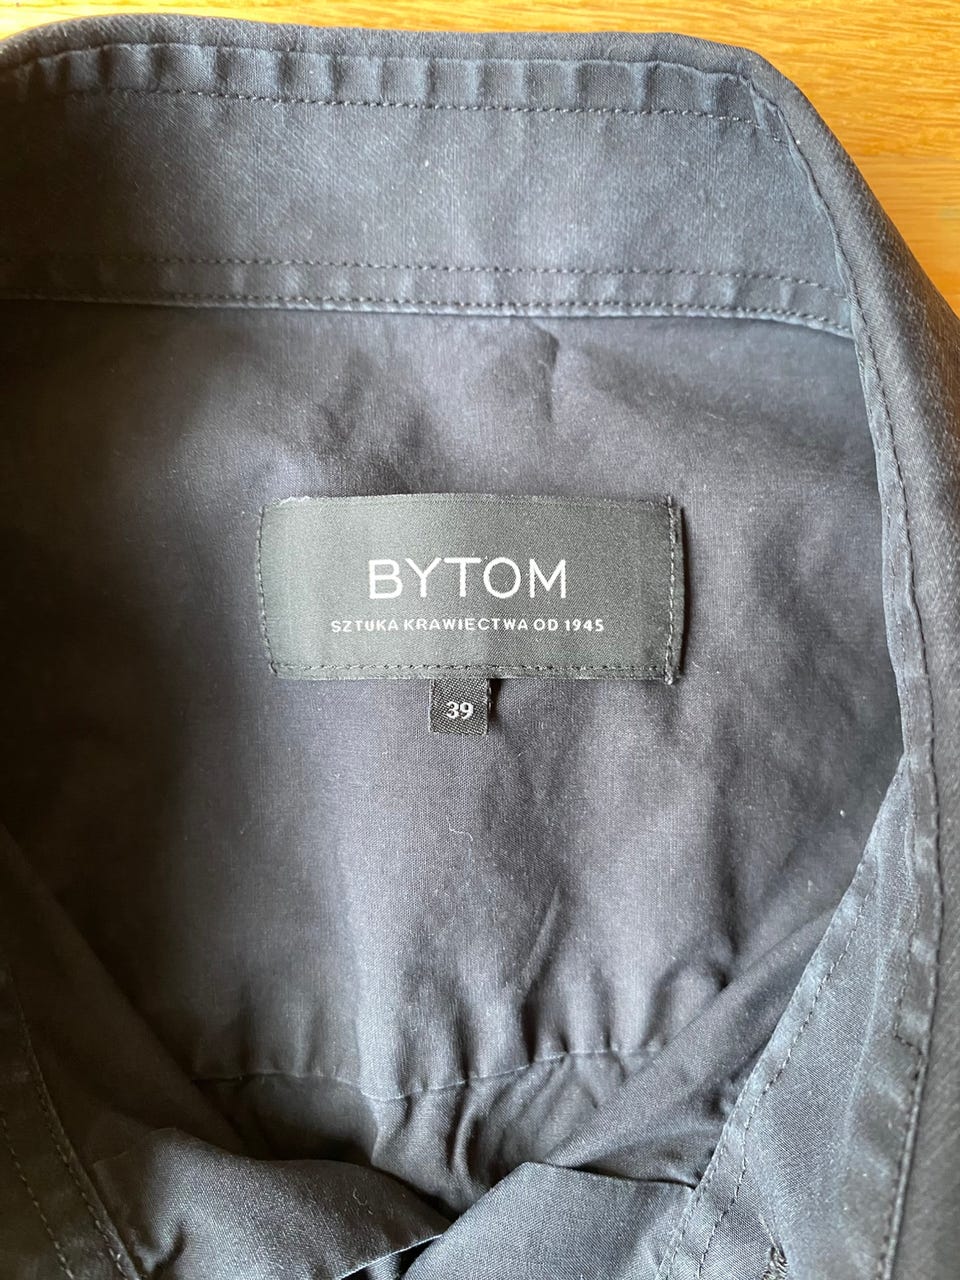 BYTOM
SZTUKA KRAWIECTWA OD 1945
39